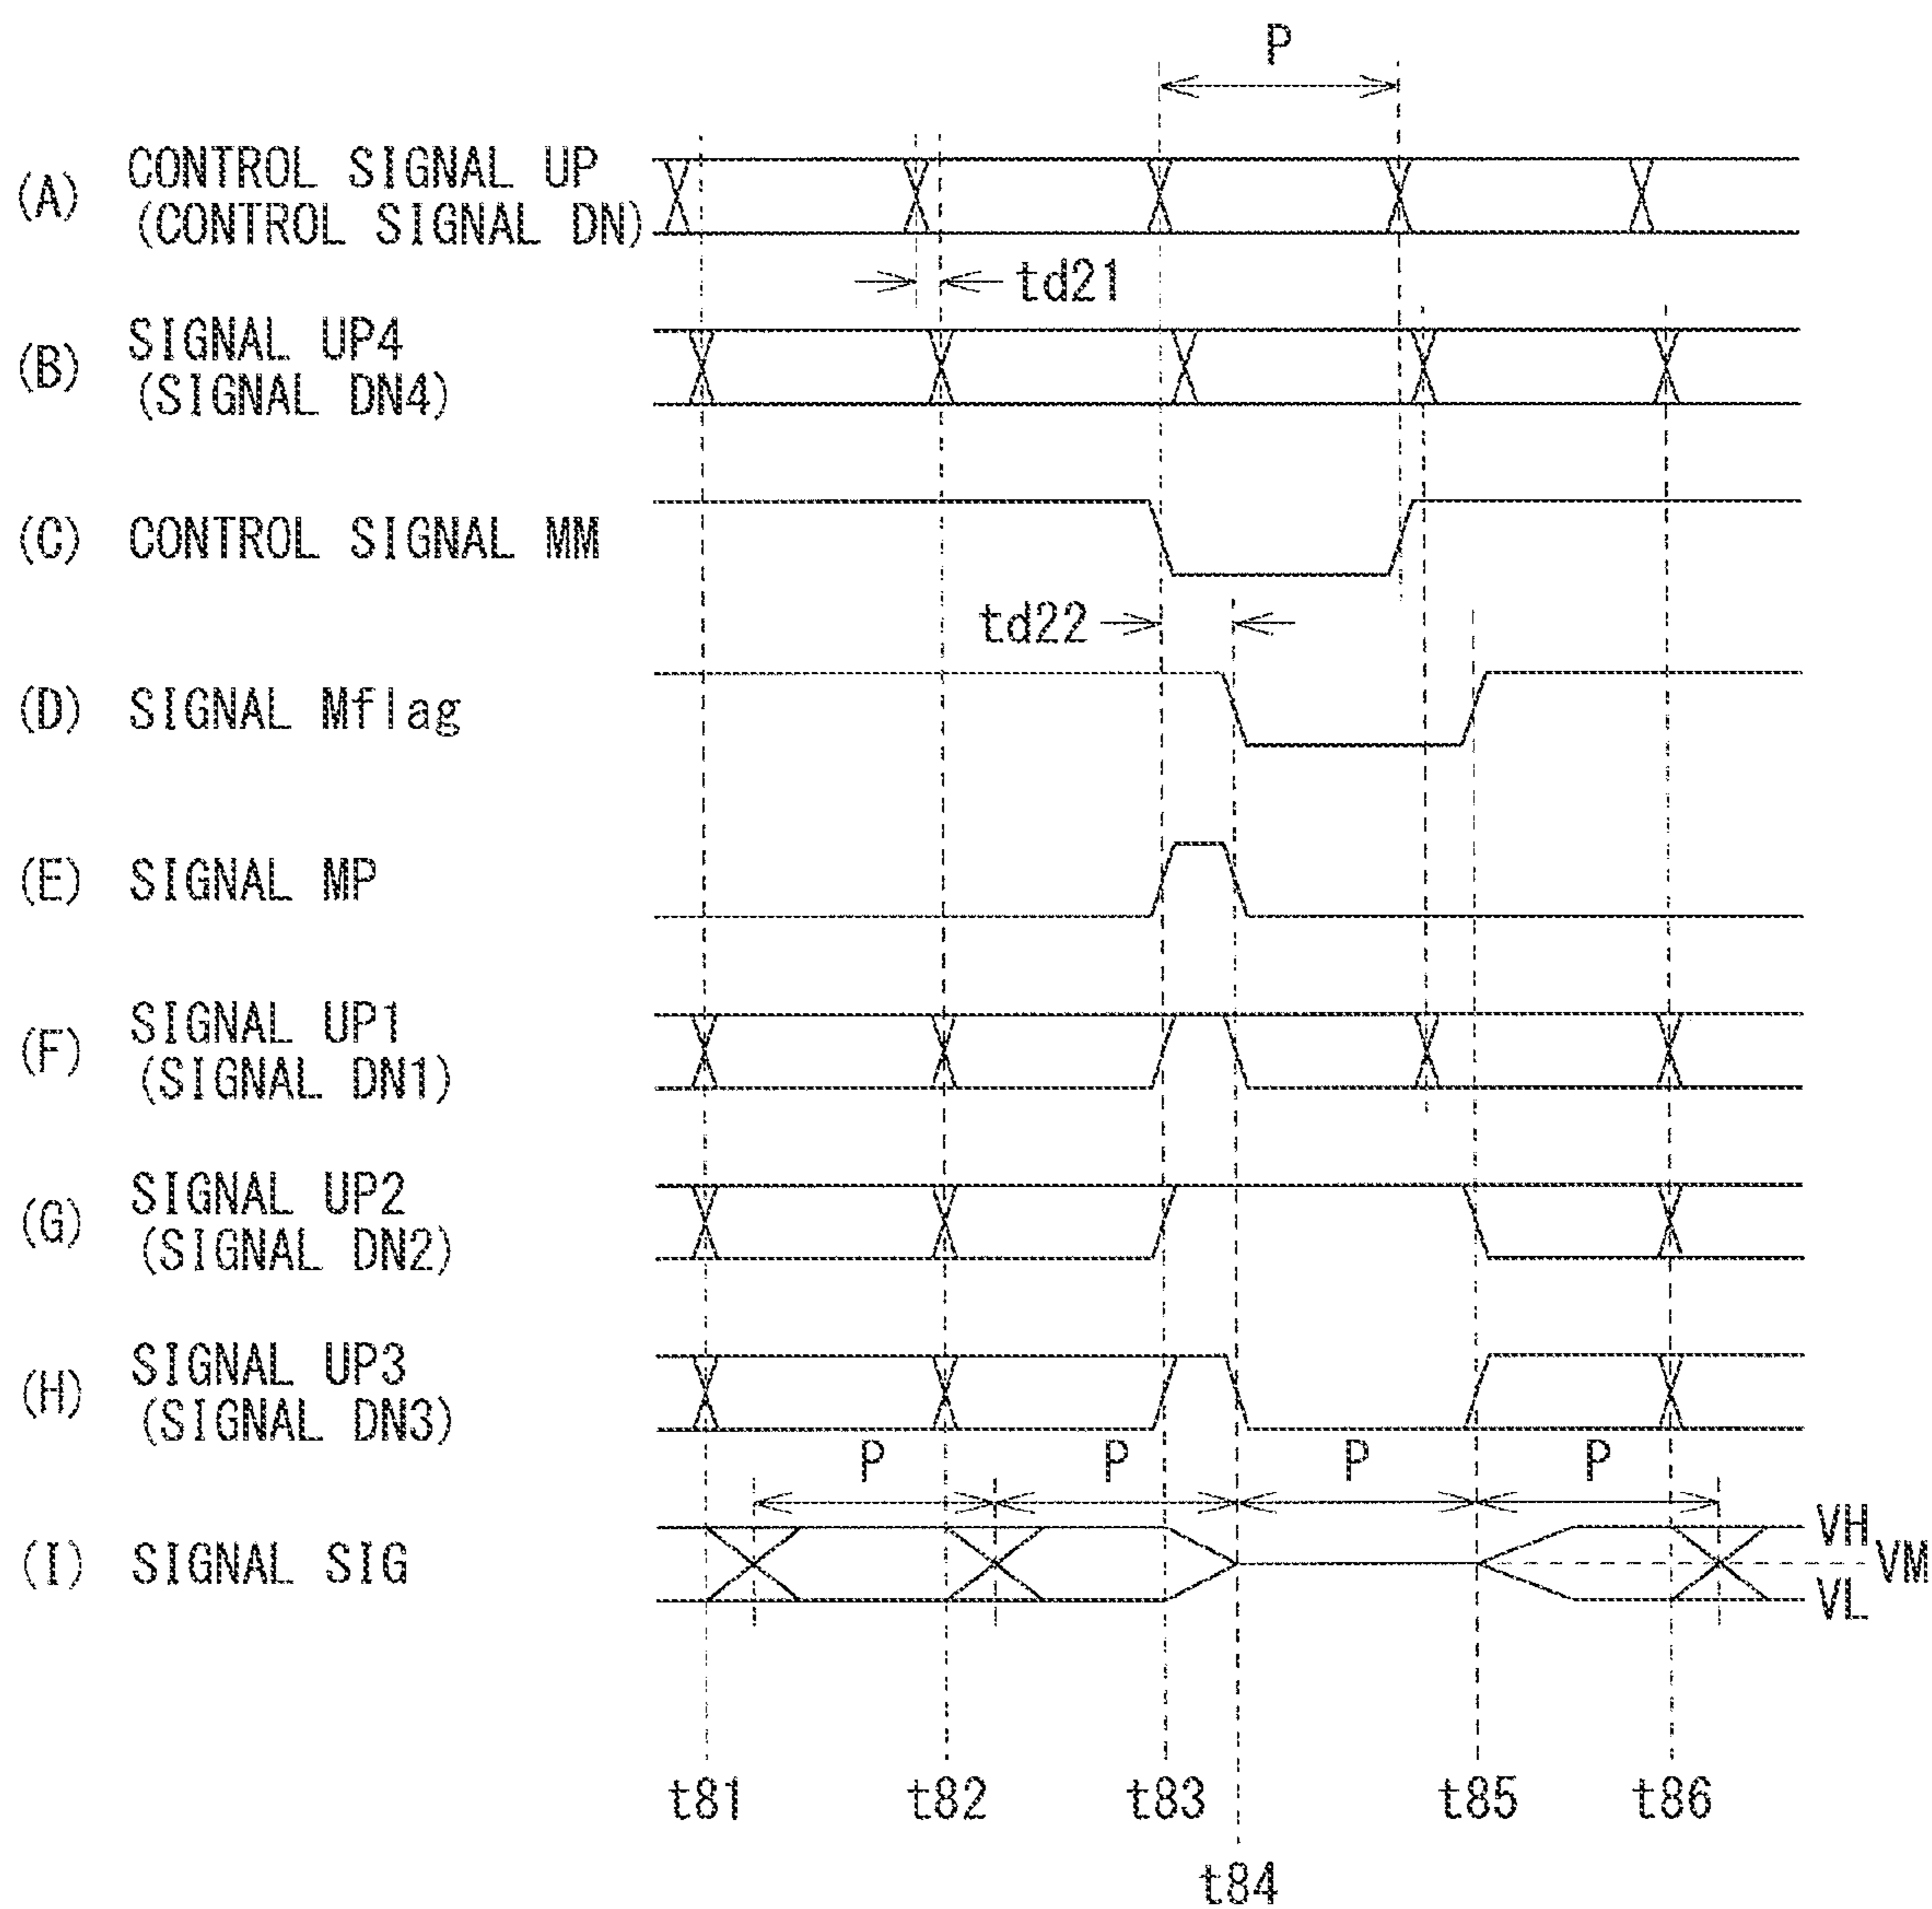 P
(A) CONTROL SIGNAL UP
(CONTROL SIGNAL DN)
td21
(B) SIGNAL UP4
(SIGNAL DN4)
(C) CONTROL SIGNAL MM
td22
(D) SIGNAL Mflag
(E) SIGNAL MP
(F) SIGNAL UP1
(SIGNAL DN1)
(G) SIGNAL UP2
(SIGNAL DN2)
(H) SIGNAL UP3
(SIGNAL DN3)
P P P P
(I) SIGNAL SIG
VH
VM
VL
t81 t82 t83 t85 t86
t84